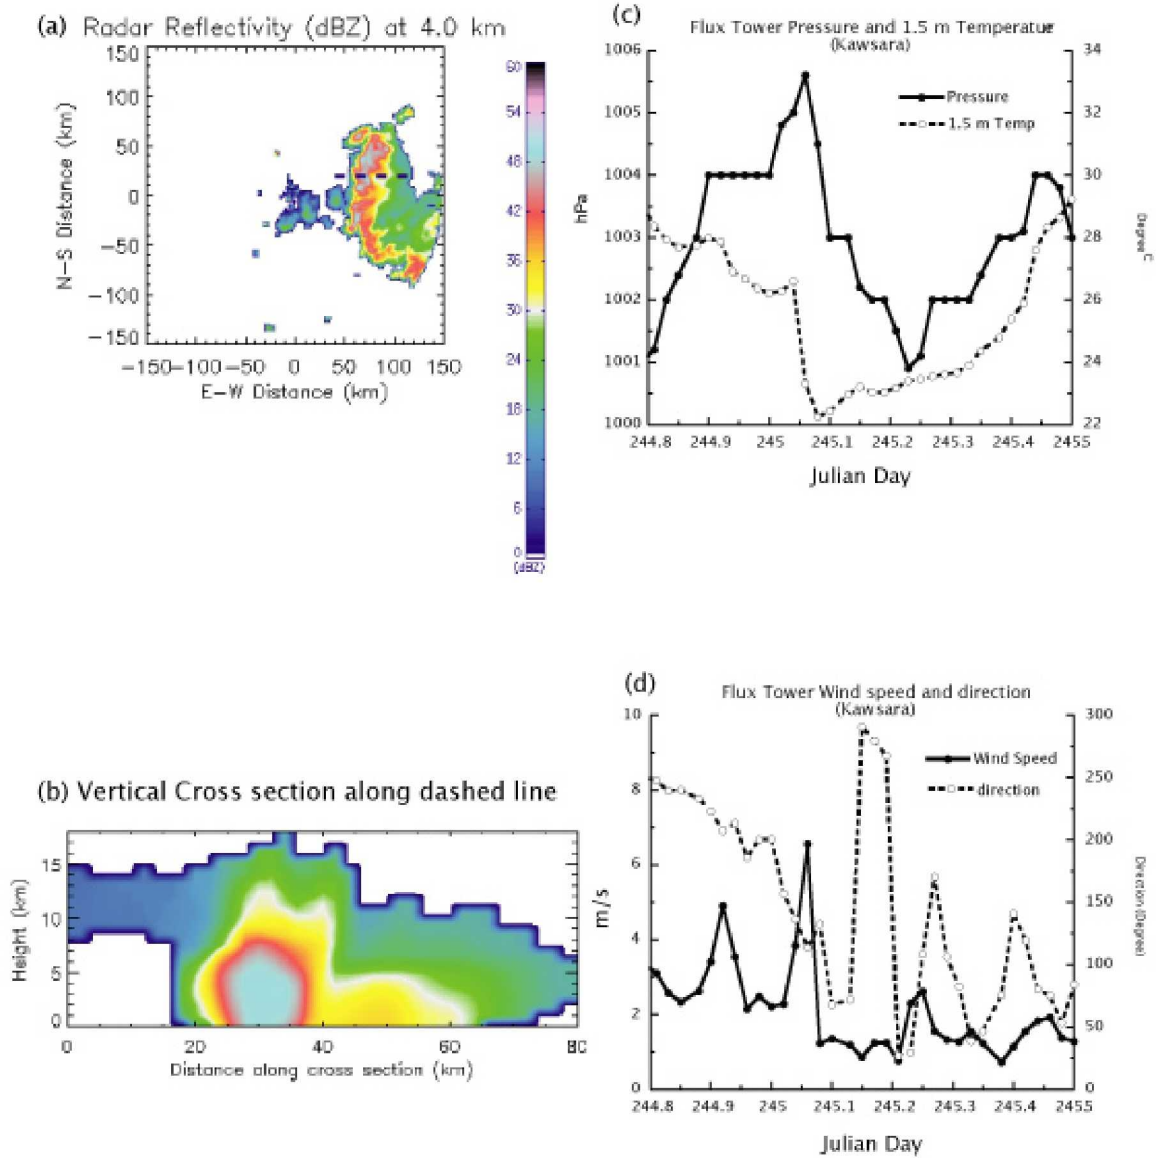 (a) Radar Reflectivity (dBZ) at 4.0 km
150
100
50
0
−50
−100
−150
N−S Distance (km)
−150−100−50 0 50 100 150
E−W Distance (km)
60
54
48
42
36
30
24
18
12
6
0
(dBZ)
(c)
Flux Tower Pressure and 1.5 m Temperatur
(Kawsara)
1006
1005
1004
1003
1002
1001
1000
hPa
Pressure
1.5 m Temp
34
32
30
28
26
24
22
Degree C
244.8 244.9 245 245.1 245.2 245.3 245.4 2455
Julian Day
(b) Vertical Cross section along dashed line
15
10
5
0
Height (km)
0 20 40 60 80
Distance along cross section (km)
(d)
Flux Tower Wind speed and direction
(Kawsara)
10
8
6
4
2
0
m/s
Wind Speed
direction
300
250
200
150
100
50
0
Direction (Degree)
244.8 244.9 245 245.1 245.2 245.3 245.4 2455
Julian Day